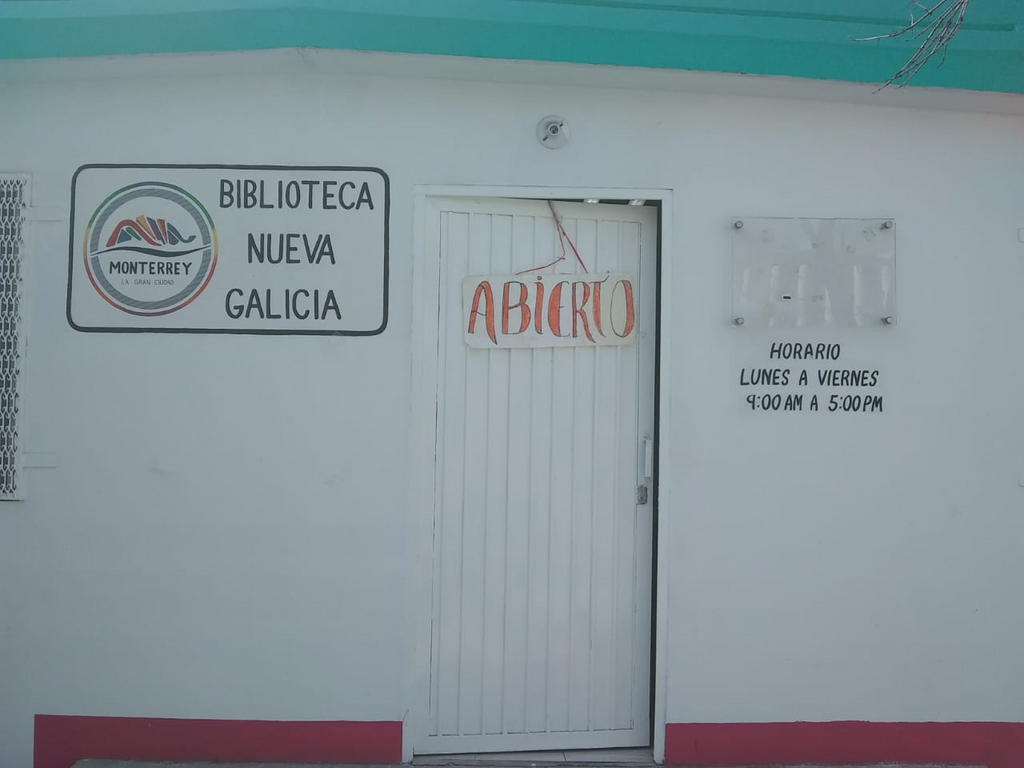 BIBLIOTECA
NUEVA
GALICIA
MONTERREY
LA GRAN CIUDAD
ABIERTO
HORARIO
LUNES A VIERNES
9:00 AM A 5:00 PM